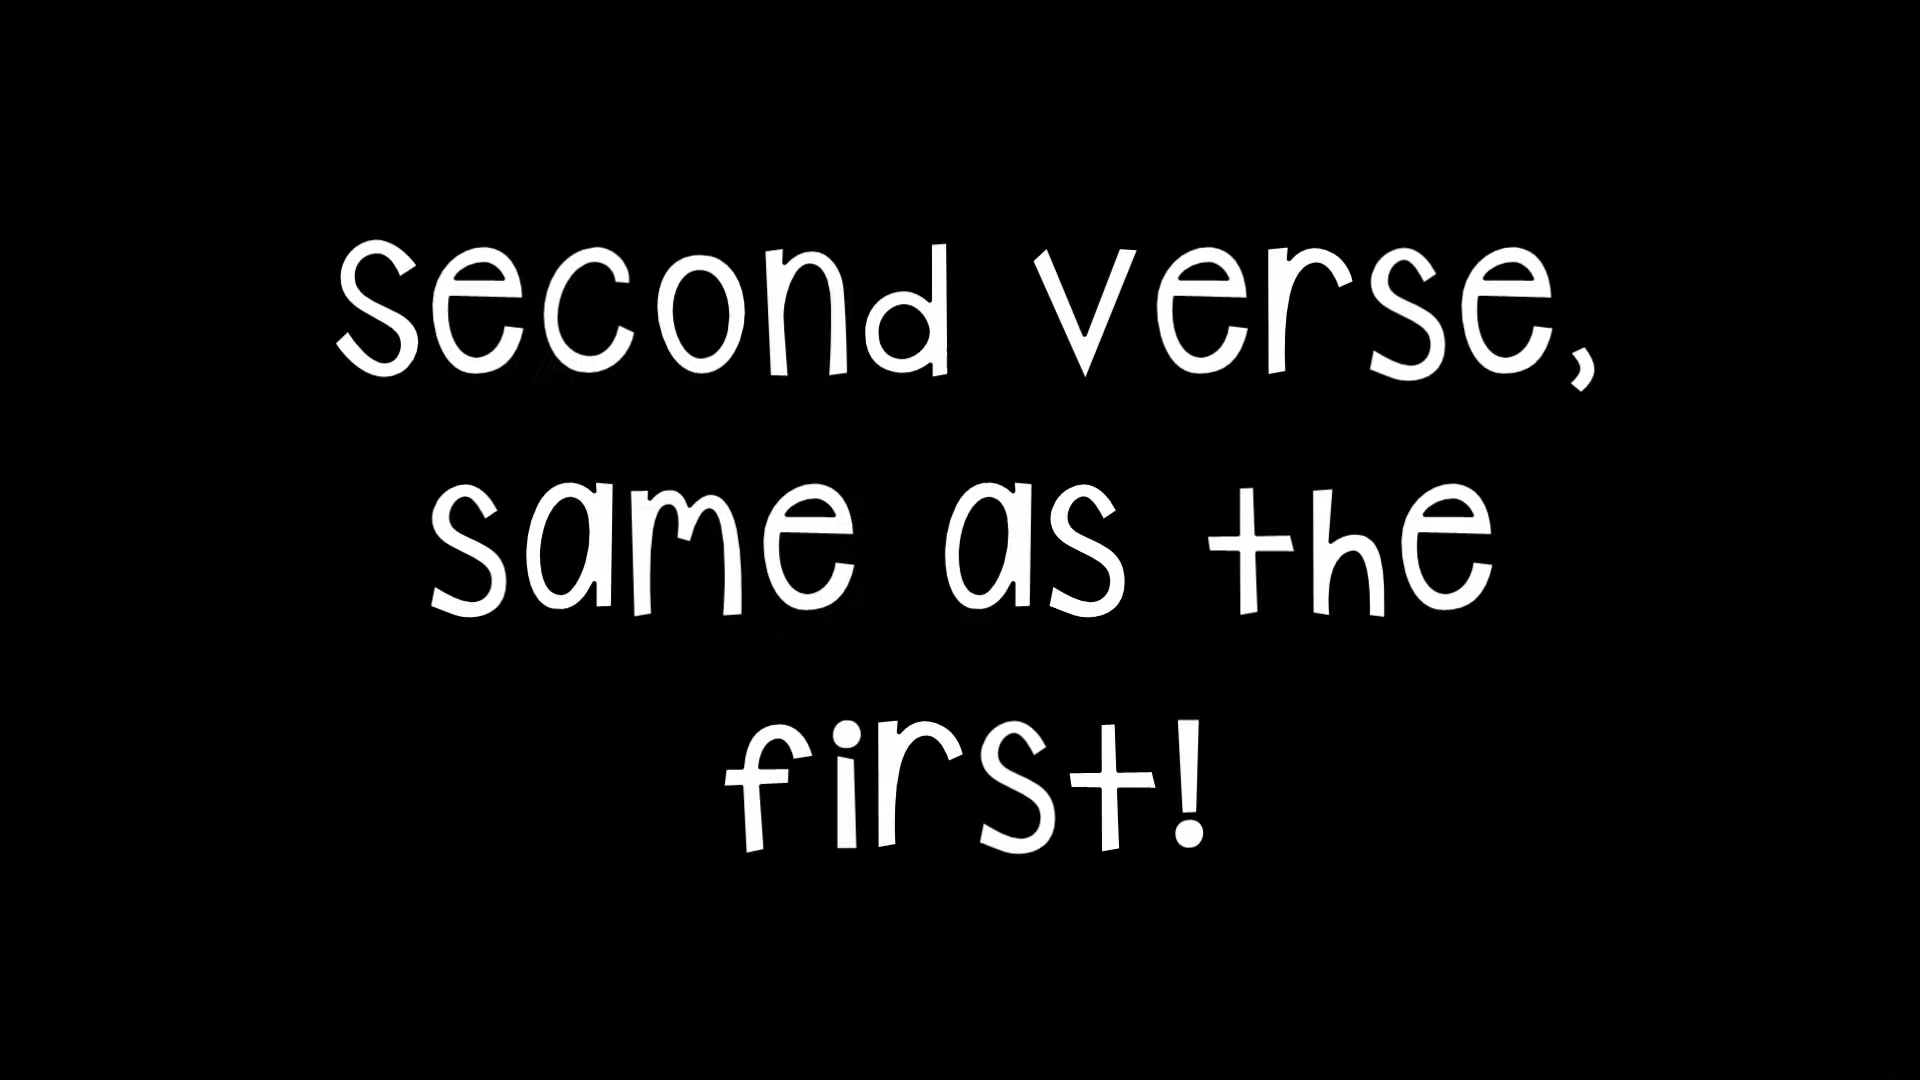 second verse,
same as the
first!